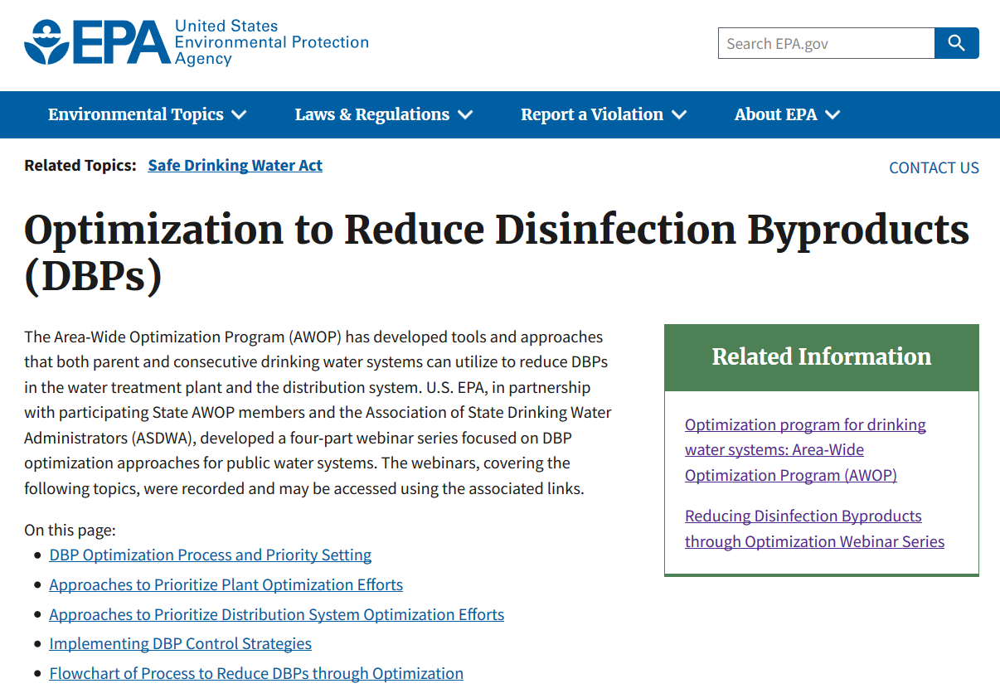 EPA United States
Environmental Protection
Agency
Search EPA.gov
Environmental Topics
Laws & Regulations
Report a Violation
About EPA
Related Topics: Safe Drinking Water Act
CONTACT US
Optimization to Reduce Disinfection Byproducts
(DBPs)
The Area-Wide Optimization Program (AWOP) has developed tools and approaches
that both parent and consecutive drinking water systems can utilize to reduce DBPs
in the water treatment plant and the distribution system. U.S. EPA, in partnership
with participating State AWOP members and the Association of State Drinking Water
Administrators (ASDWA), developed a four-part webinar series focused on DBP
optimization approaches for public water systems. The webinars, covering the
following topics, were recorded and may be accessed using the associated links.
On this page:
• DBP Optimization Process and Priority Setting
• Approaches to Prioritize Plant Optimization Efforts
• Approaches to Prioritize Distribution System Optimization Efforts
• Implementing DBP Control Strategies
• Flowchart of Process to Reduce DBPs through Optimization
Related Information
Optimization program for drinking
water systems: Area-Wide
Optimization Program (AWOP)
Reducing Disinfection Byproducts
through Optimization Webinar Series